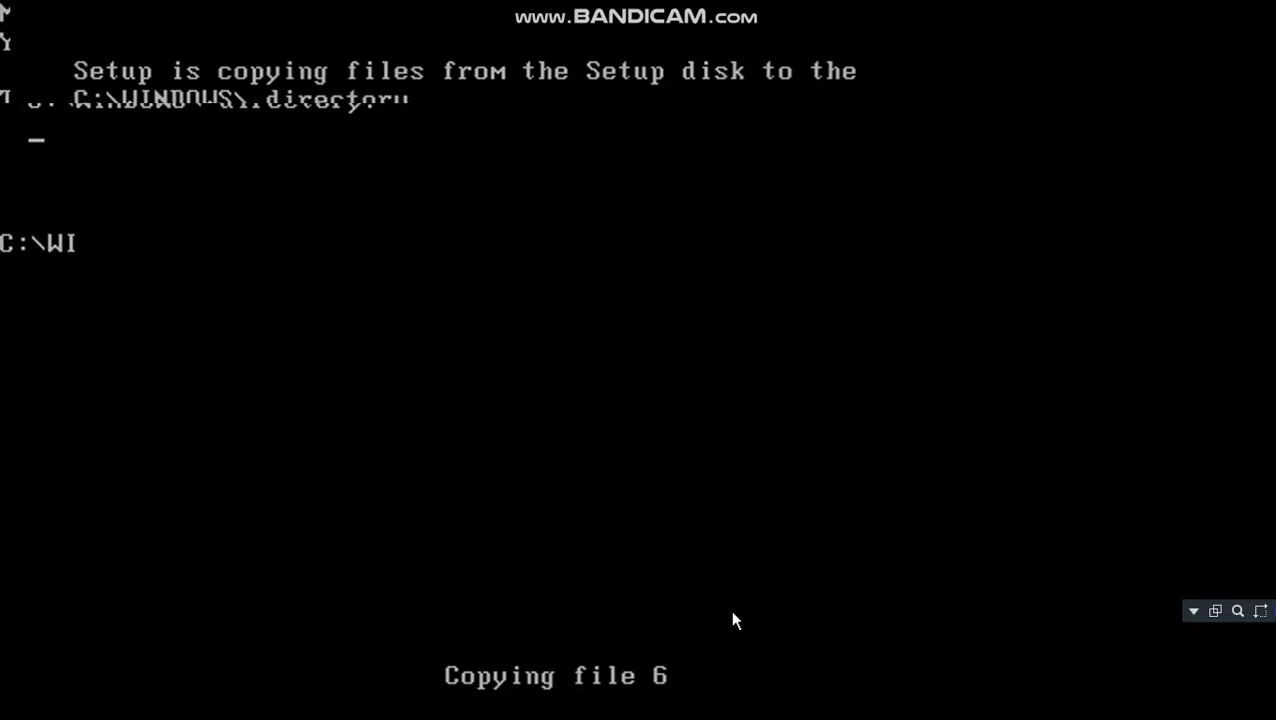 www.BANDICAM.com
Y
Setup is copying files from the Setup disk to the
C:\WINDOWS\.directory
C:\WI
Copying file 6